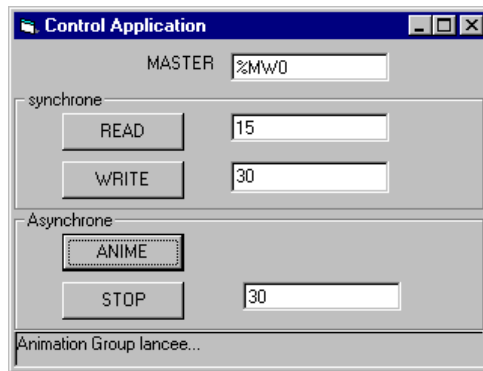 Control Application
MASTER %MW0
synchrone
READ 15
WRITE 30
Asynchrone
ANIME
STOP 30
Animation Group lancee...